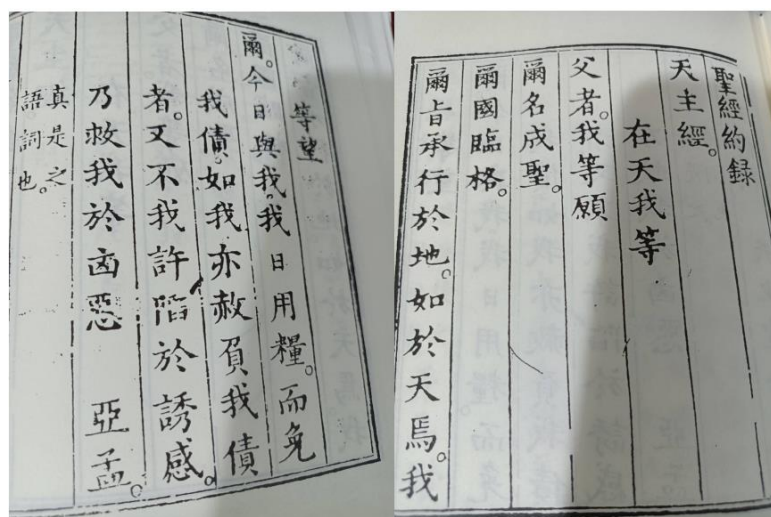 聖經約録
天主經。
在天我等
父者。我等願
爾名成聖。
爾國臨格。
爾旨承行於地。如於天焉。我
等望
爾。今日與我。我日用糧。而免
我債。如我亦赦負我債
者。又不我許陷於誘感。
乃救我於凶惡 亞孟。
真是之
語詞也。